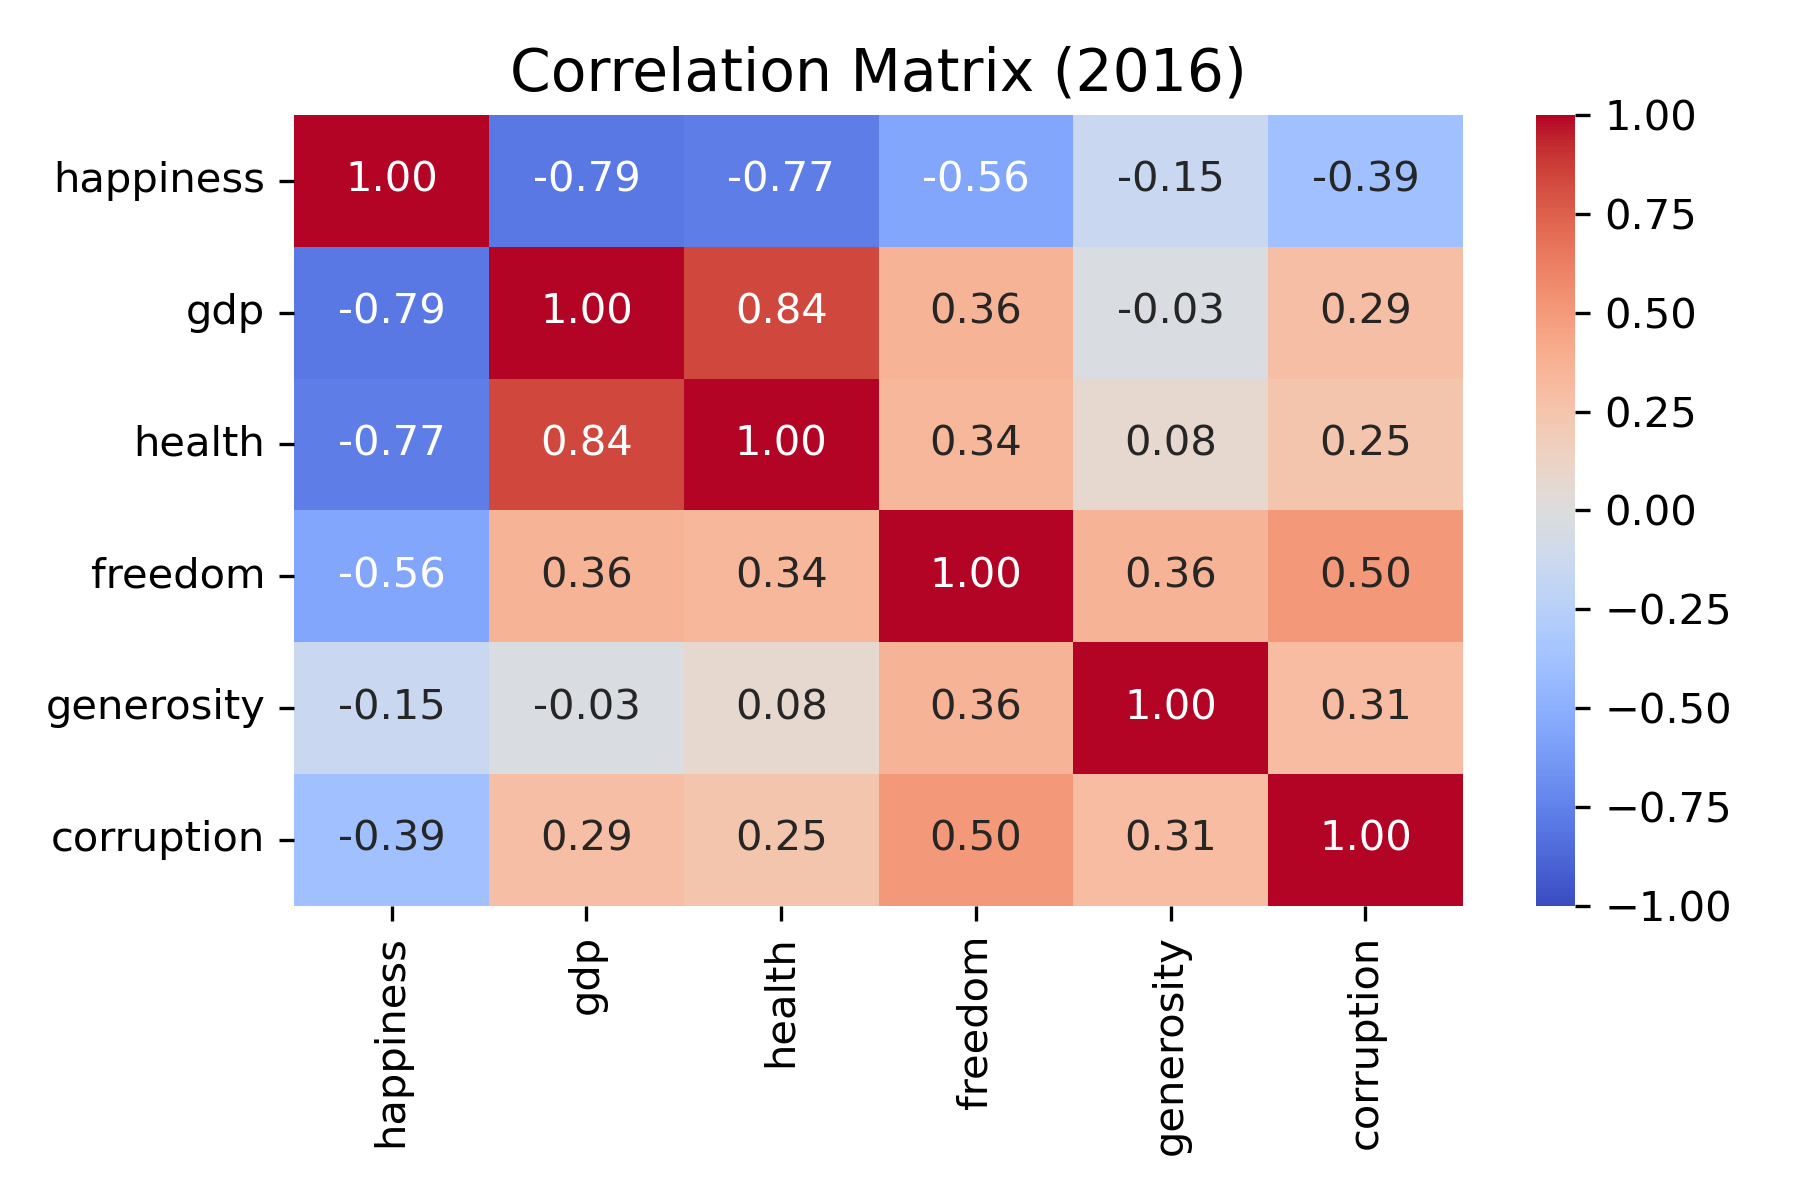 Correlation Matrix (2016)
happiness 1.00 -0.79 -0.77 -0.56 -0.15 -0.39
gdp -0.79 1.00 0.84 0.36 -0.03 0.29
health -0.77 0.84 1.00 0.34 0.08 0.25
freedom -0.56 0.36 0.34 1.00 0.36 0.50
generosity -0.15 -0.03 0.08 0.36 1.00 0.31
corruption -0.39 0.29 0.25 0.50 0.31 1.00
happiness gdp health freedom generosity corruption
1.00
0.75
0.50
0.25
0.00
−0.25
−0.50
−0.75
−1.00